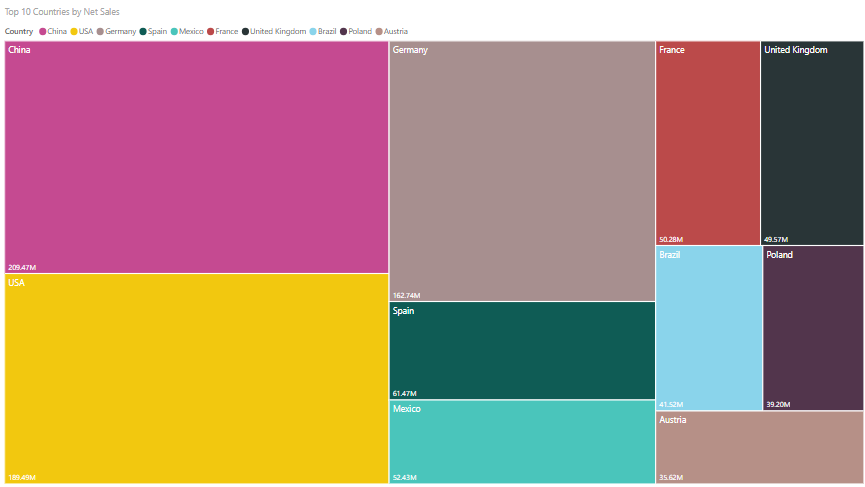 Top 10 Countries by Net Sales
Country China USA Germany Spain Mexico France United Kingdom Brazil Poland Austria
China
209.47M
USA
189.49M
Germany
162.74M
Spain
61.47M
Mexico
52.43M
France
50.28M
United Kingdom
49.57M
Brazil
41.52M
Poland
39.20M
Austria
35.62M